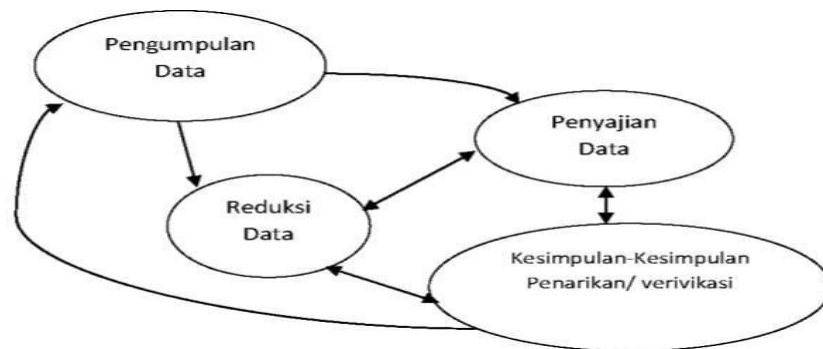 Pengumpulan
Data
Penyajian
Data
Reduksi
Data
Kesimpulan-Kesimpulan
Penarikan/ verivikasi